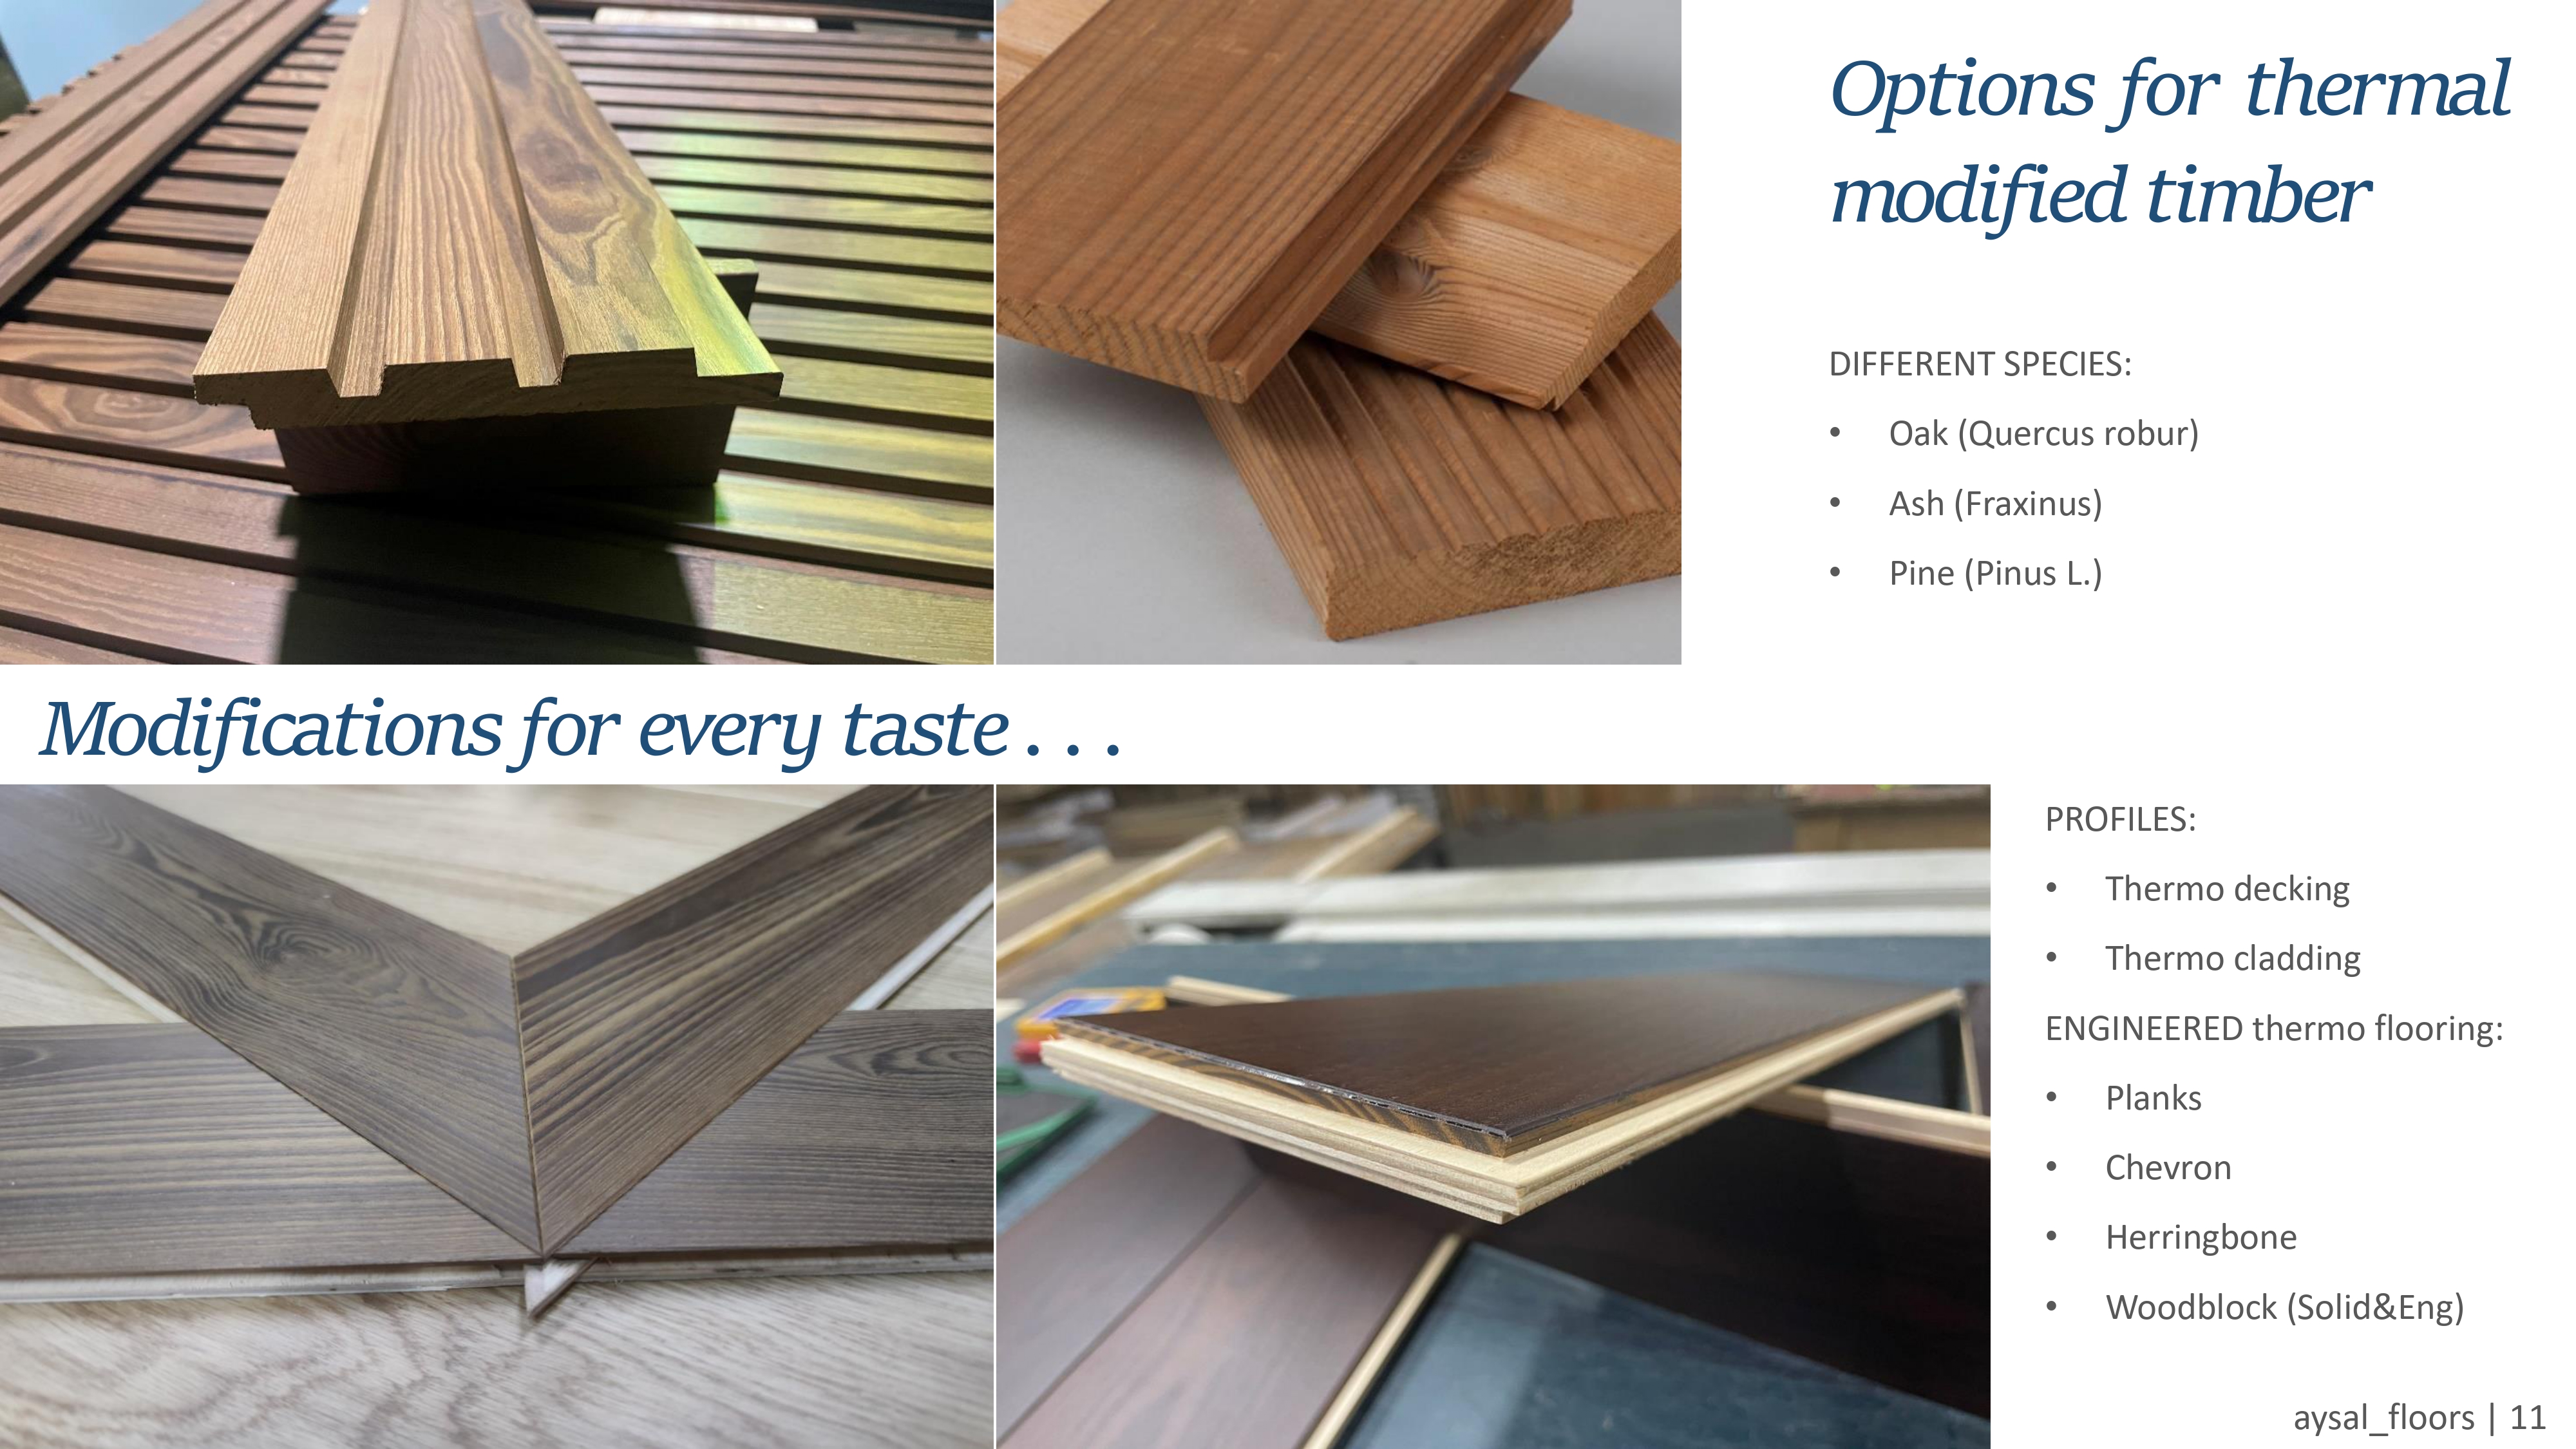 Options for thermal
modified timber
DIFFERENT SPECIES:
• Oak (Quercus robur)
• Ash (Fraxinus)
• Pine (Pinus L.)
Modifications for every taste . . .
PROFILES:
• Thermo decking
• Thermo cladding
ENGINEERED thermo flooring:
• Planks
• Chevron
• Herringbone
• Woodblock (Solid&Eng)
aysal_floors | 11